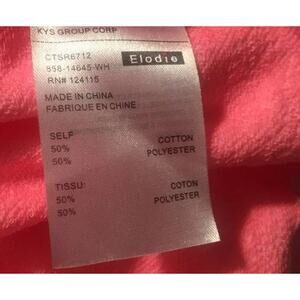 KYS GROUP CORP
CTSR6712
858-14645-WH
RN# 124115
Elodie
MADE IN CHINA
FABRIQUE EN CHINE
SELF
50% COTTON
50% POLYESTER
TISSU:
50% COTON
50% POLYESTER